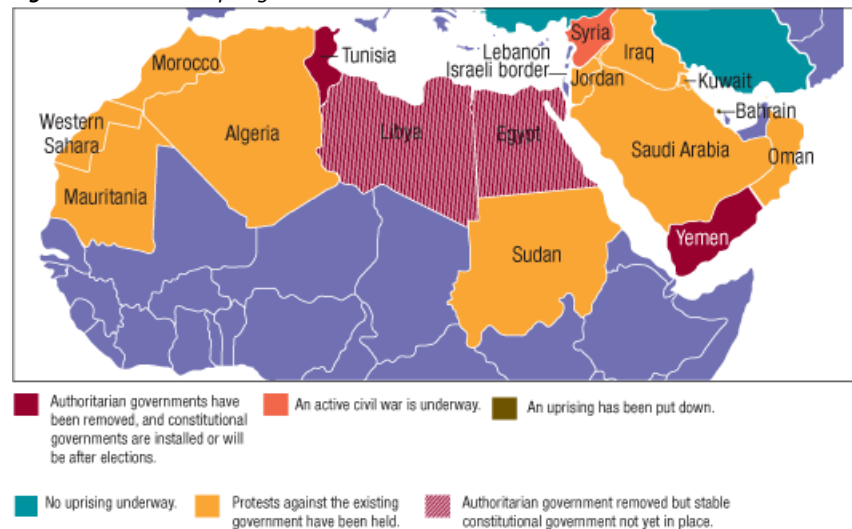 Syria
Tunisia
Lebanon
Iraq
Morocco
Israeli border
Jordan
Kuwait
Western
Sahara
Algeria
Libya
Egypt
Bahrain
Saudi Arabia
Oman
Mauritania
Yemen
Sudan
Authoritarian governments have
been removed, and constitutional
governments are installed or will
be after elections.
An active civil war is underway.
An uprising has been put down.
No uprising underway.
Protests against the existing
government have been held.
Authoritarian government removed but stable
constitutional government not yet in place.